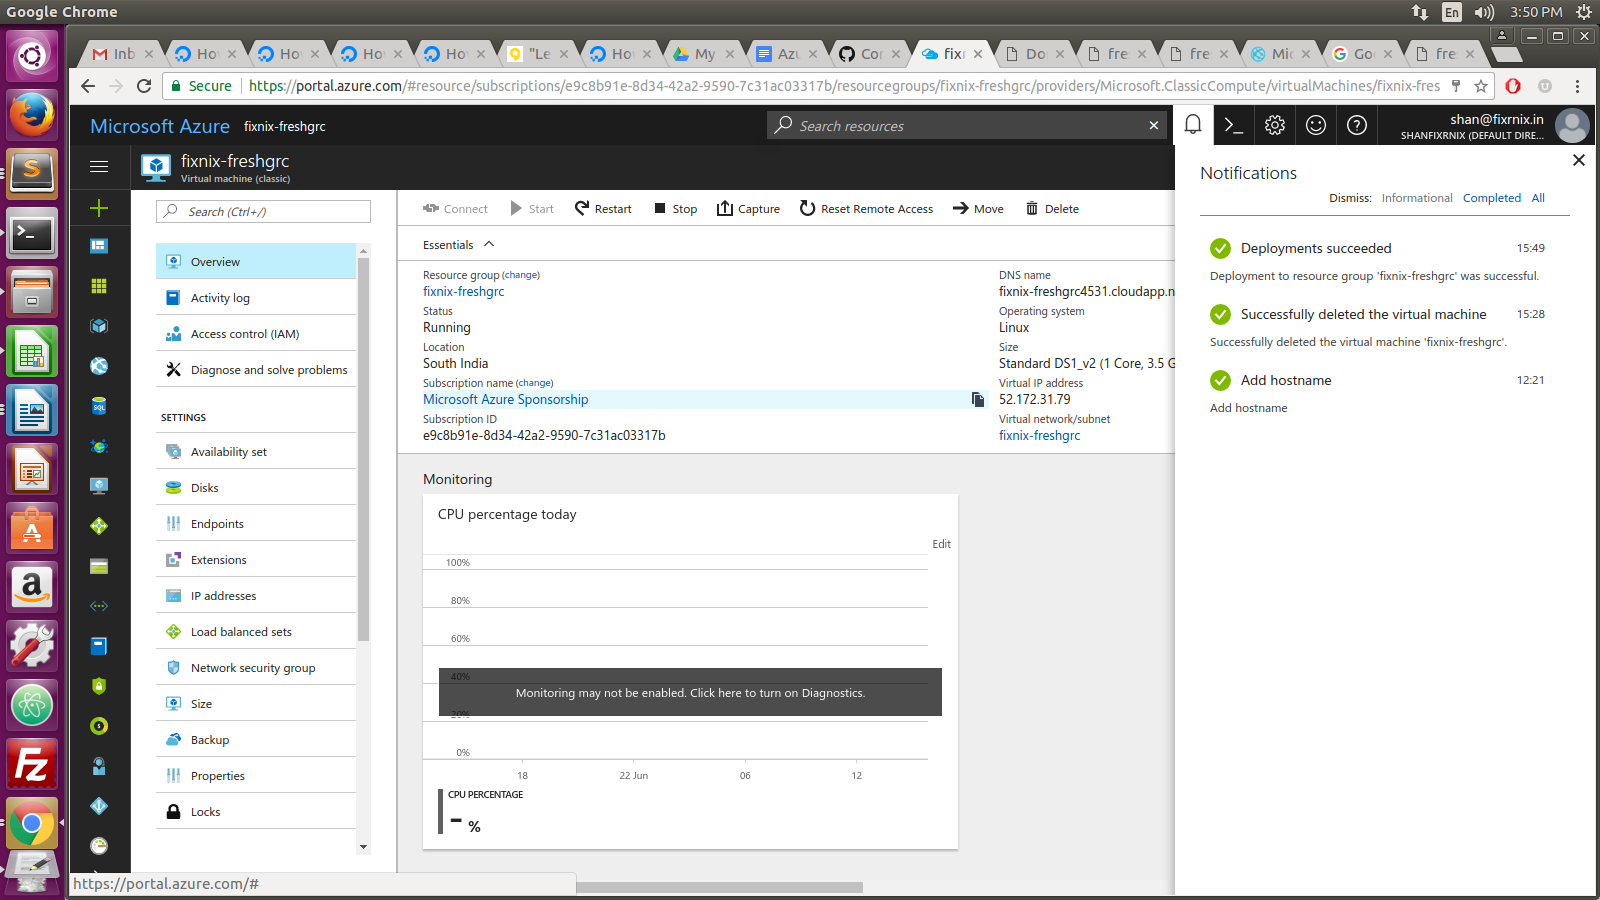 Google Chrome
En
3:50 PM
Inb
Hov
Hov
Hov
Hov
"Le
Hov
My
Azu
Cor
fixr
Do
fre
fre
Mic
Goo
fre
Secure
https://portal.azure.com/#resource/subscriptions/e9c8b91e-8d34-42a2-9590-7c31ac03317b/resourcegroups/fixnix-freshgrc/providers/Microsoft.ClassicCompute/virtualMachines/fixnix-fres
Microsoft Azure
fixnix-freshgrc
Search resources
shan@fixrnix.in
SHANFIXRNIX (DEFAULT DIRE...
fixnix-freshgrc
Virtual machine (classic)
Search (Ctrl+/)
Overview
Activity log
Access control (IAM)
Diagnose and solve problems
SETTINGS
Availability set
Disks
Endpoints
Extensions
IP addresses
Load balanced sets
Network security group
Size
Backup
Properties
Locks
Connect
Start
Restart
Stop
Capture
Reset Remote Access
Move
Delete
Essentials
Resource group (change)
fixnix-freshgrc
Status
Running
Location
South India
Subscription name (change)
Microsoft Azure Sponsorship
Subscription ID
e9c8b91e-8d34-42a2-9590-7c31ac03317b
DNS name
fixnix-freshgrc4531.cloudapp.n
Operating system
Linux
Size
Standard DS1_v2 (1 Core, 3.5 G
Virtual IP address
52.172.31.79
Virtual network/subnet
fixnix-freshgrc
Monitoring
CPU percentage today
Edit
100%
80%
60%
40%
Monitoring may not be enabled. Click here to turn on Diagnostics.
20%
0%
18
22 Jun
06
12
CPU PERCENTAGE
- %
Notifications
Dismiss: Informational Completed All
Deployments succeeded 15:49
Deployment to resource group 'fixnix-freshgrc' was successful.
Successfully deleted the virtual machine 15:28
Successfully deleted the virtual machine 'fixnix-freshgrc'.
Add hostname 12:21
Add hostname
https://portal.azure.com/#